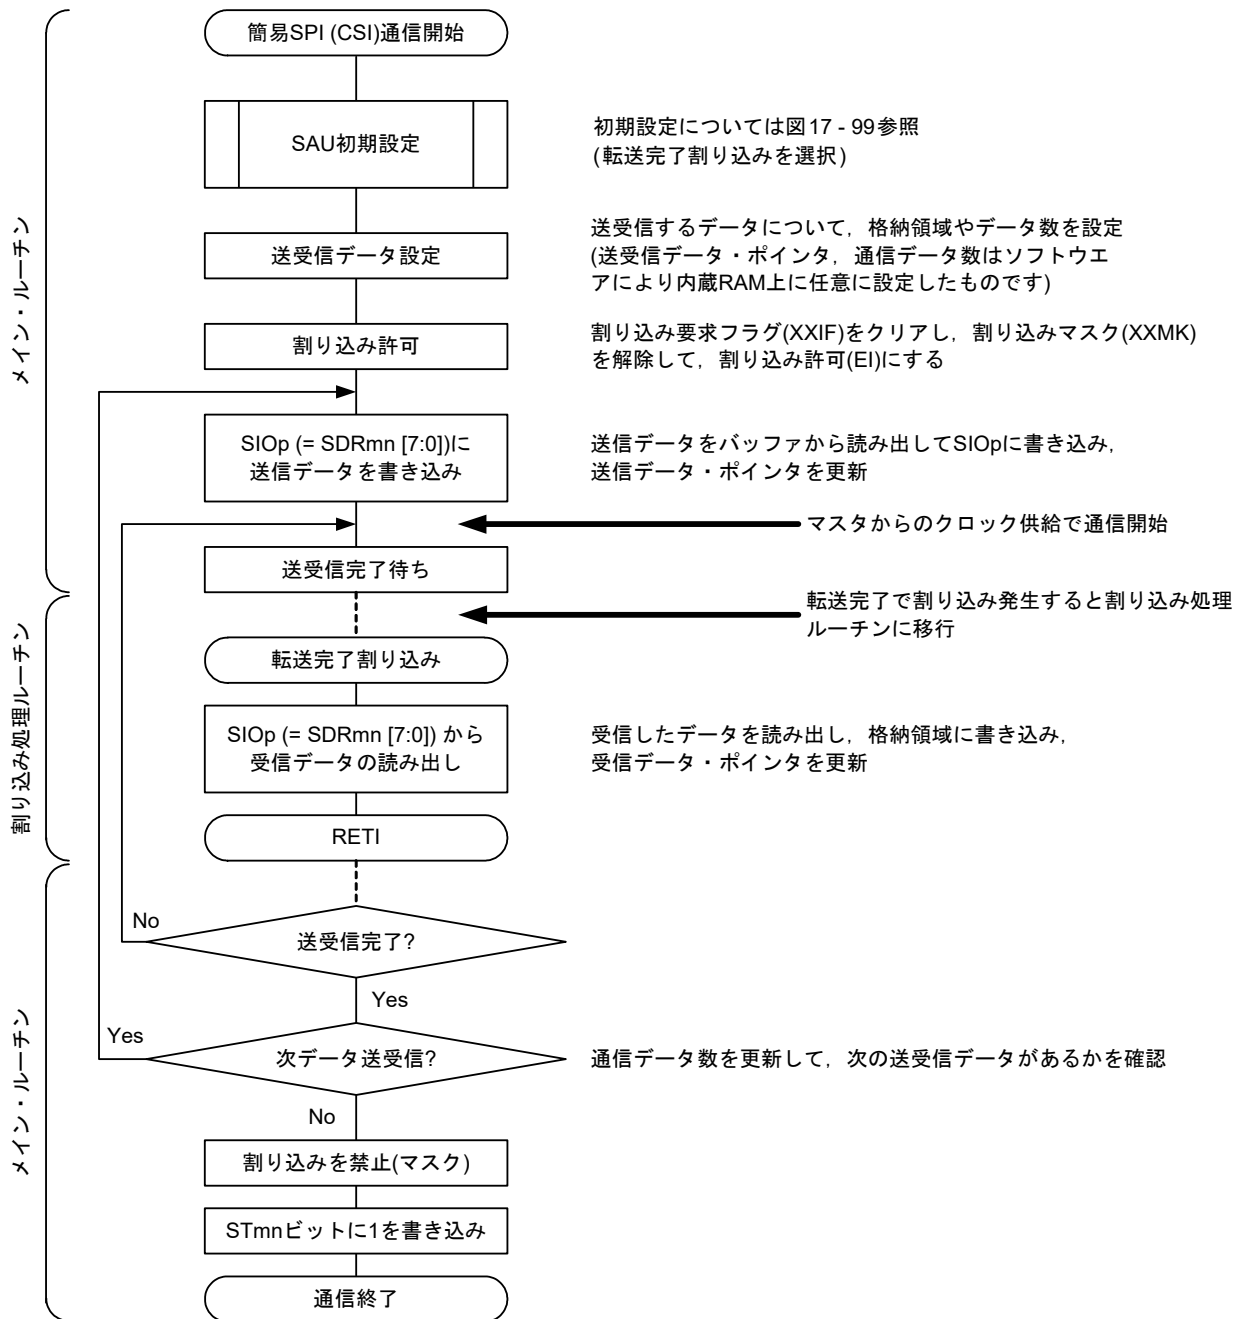 簡易SPI (CSI)通信開始
SAU初期設定
初期設定については図17 - 99参照
(転送完了割り込みを選択)
メイン・ルーチン
送受信データ設定
送受信するデータについて，格納領域やデータ数を設定
(送受信データ・ポインタ，通信データ数はソフトウエ
アにより内蔵RAM上に任意に設定したものです)
割り込み許可
割り込み要求フラグ(XXIF)をクリアし，割り込みマスク(XXMK)
を解除して，割り込み許可(EI)にする
SIOp (= SDRmn [7:0])に
送信データを書き込み
送信データをバッファから読み出してSIOpに書き込み，
送信データ・ポインタを更新
マスタからのクロック供給で通信開始
送受信完了待ち
転送完了で割り込み発生すると割り込み処理
ルーチンに移行
割り込み処理ルーチン
転送完了割り込み
SIOp (= SDRmn [7:0]) から
受信データの読み出し
受信したデータを読み出し，格納領域に書き込み，
受信データ・ポインタを更新
RETI
メイン・ルーチン
No
送受信完了?
Yes
Yes
次データ送受信?
通信データ数を更新して，次の送受信データがあるかを確認
No
割り込みを禁止(マスク)
STmnビットに1を書き込み
通信終了